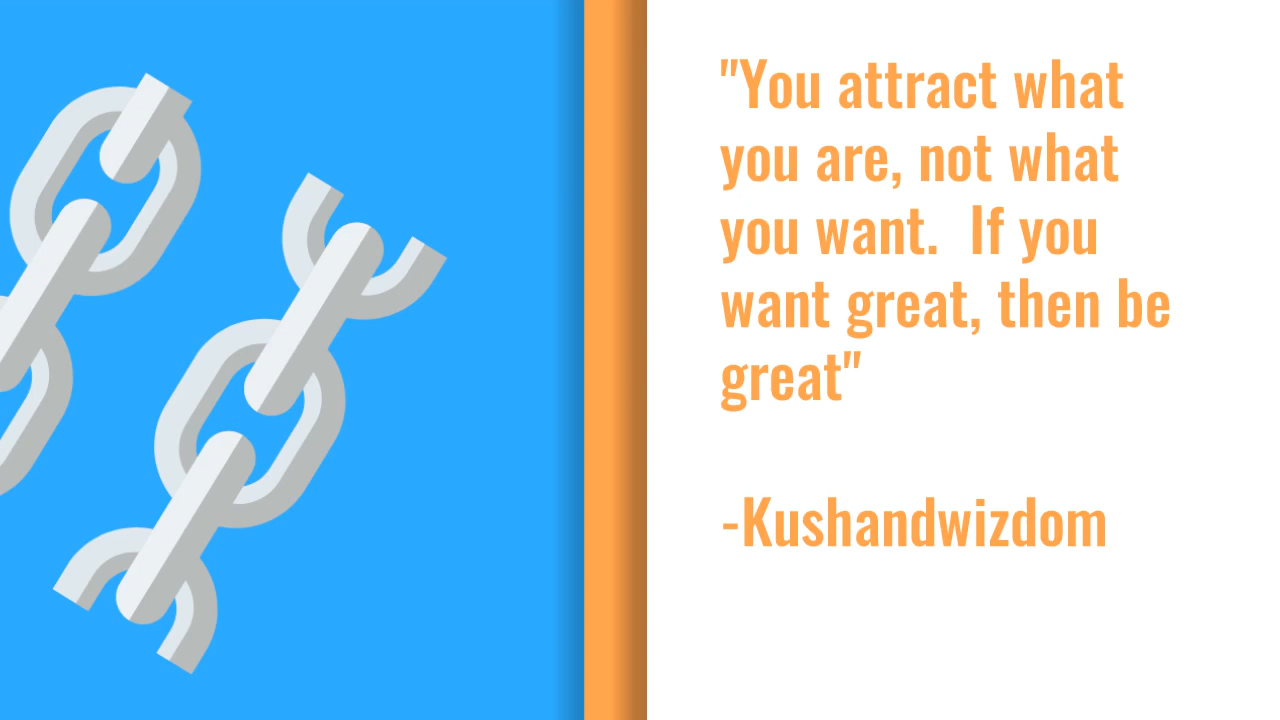 "You attract what
you are, not what
you want.  If you
want great, then be
great"
-Kushandwizdom